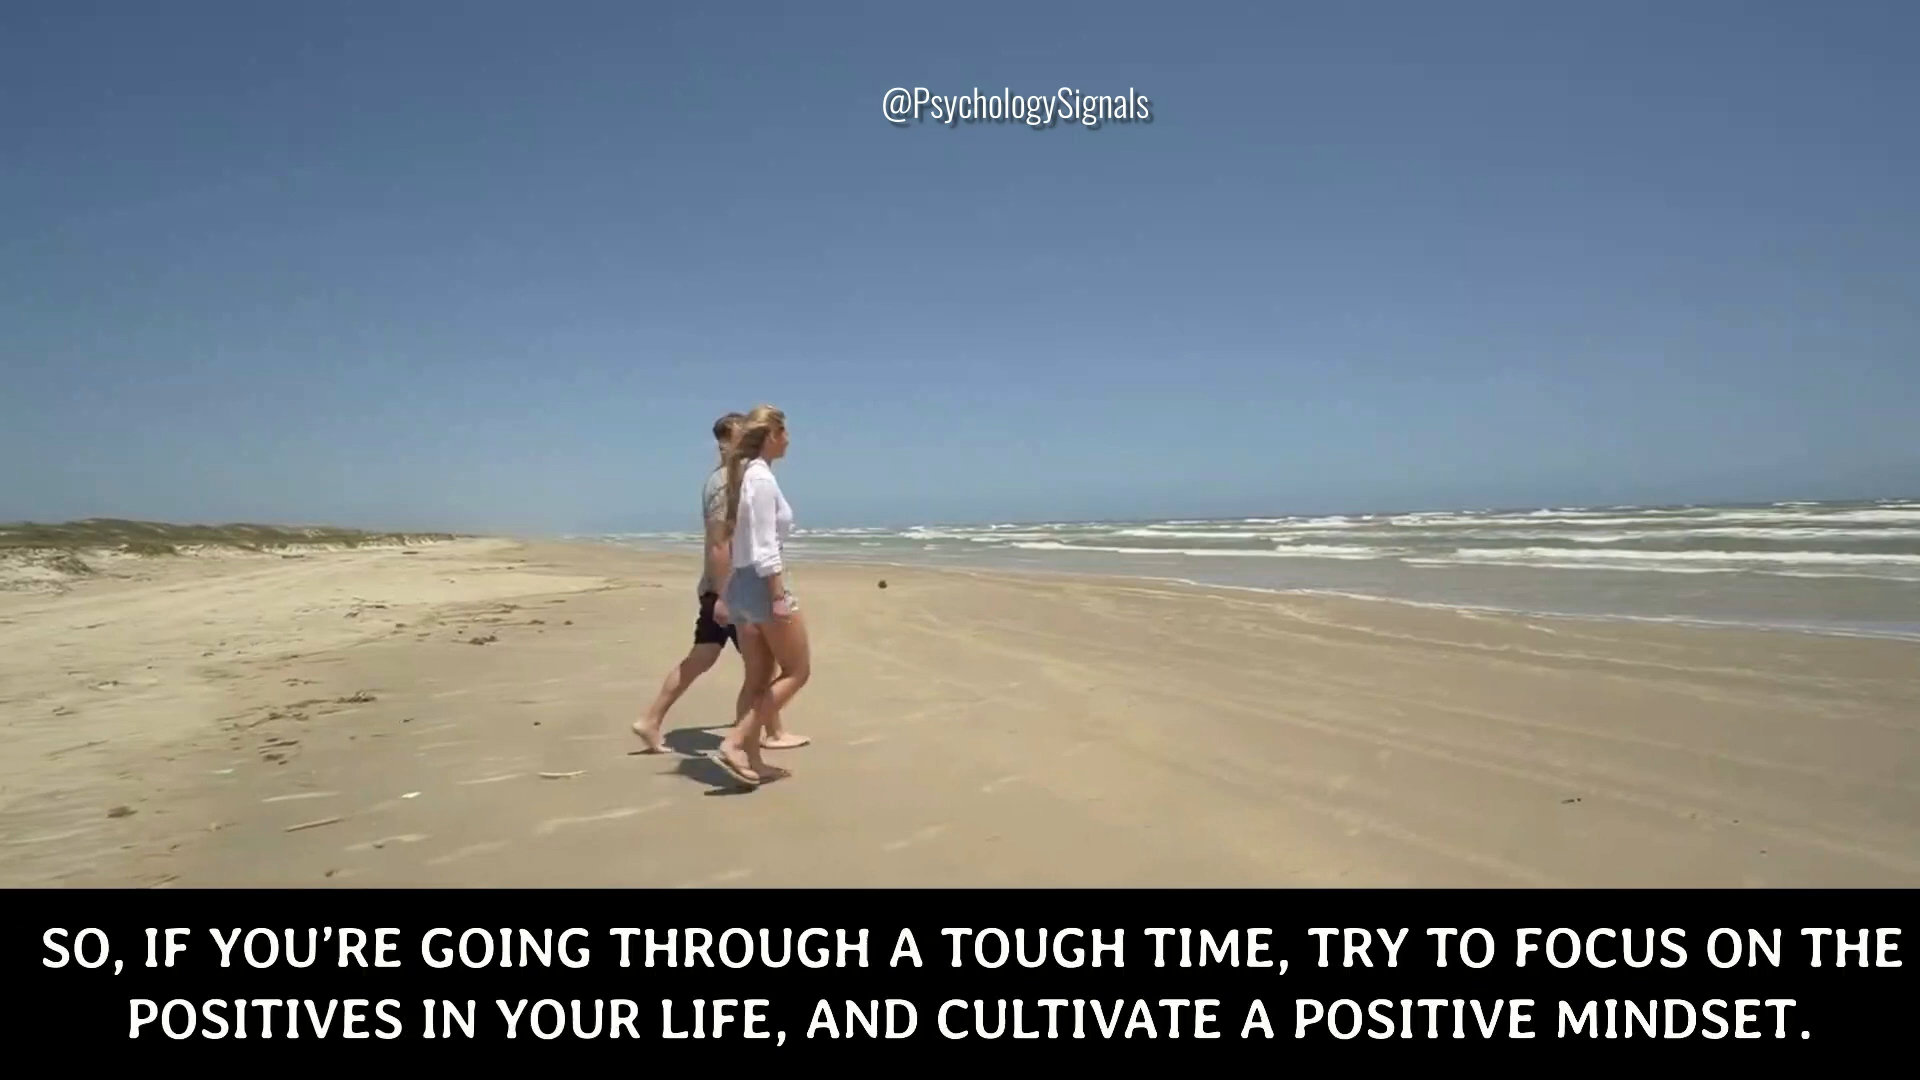 @PsychologySignals
SO, IF YOU’RE GOING THROUGH A TOUGH TIME, TRY TO FOCUS ON THE
POSITIVES IN YOUR LIFE, AND CULTIVATE A POSITIVE MINDSET.